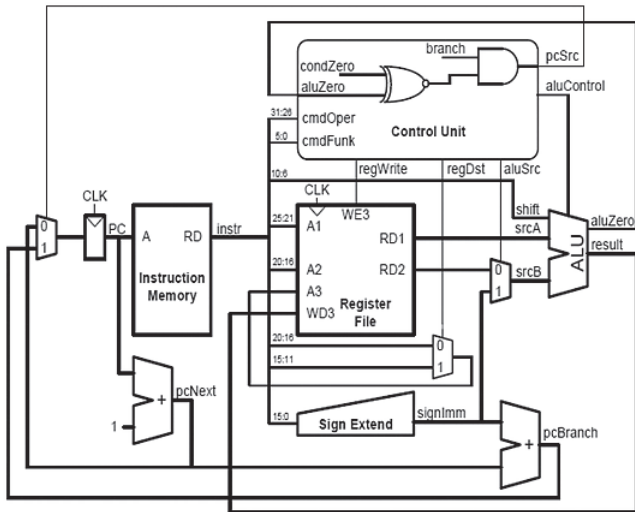 branch
pcSrc
condZero
aluZero
aluControl
31:26
cmdOper
5:0
cmdFunk
Control Unit
regWrite
regDst
aluSrc
10:6
CLK
CLK
WE3
shift
0
1
PC
A
RD
instr
25:21
A1
RD1
srcA
aluZero
result
ALU
Instruction
Memory
20:16
A2
RD2
0
1
srcB
A3
WD3
Register
File
20:16
0
15:11
1
pcNext
+
1
15:0
Sign Extend
signImm
+
pcBranch